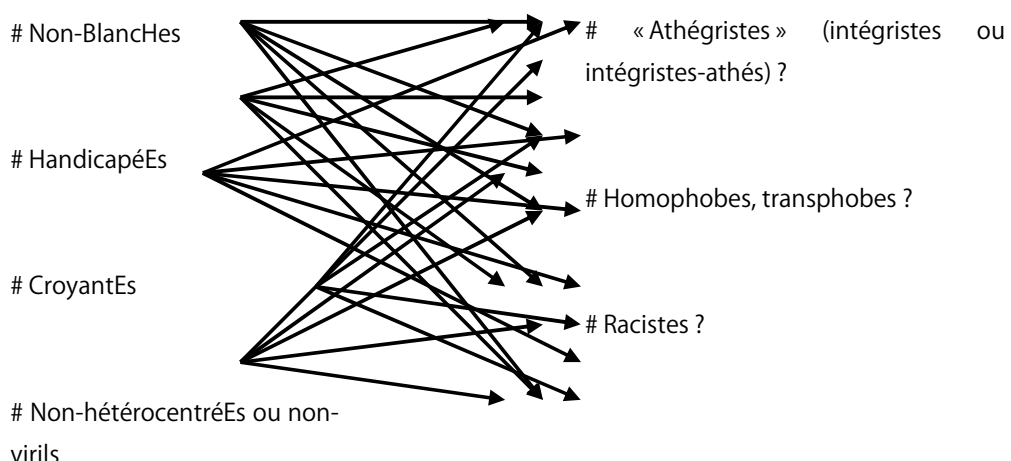 # Non-BlancHes
# « Athégristes » (intégristes ou
intégristes-athés) ?
# HandicapéEs
# Homophobes, transphobes ?
# CroyantEs
# Racistes ?
# Non-hétérocentréEs ou non-
virils